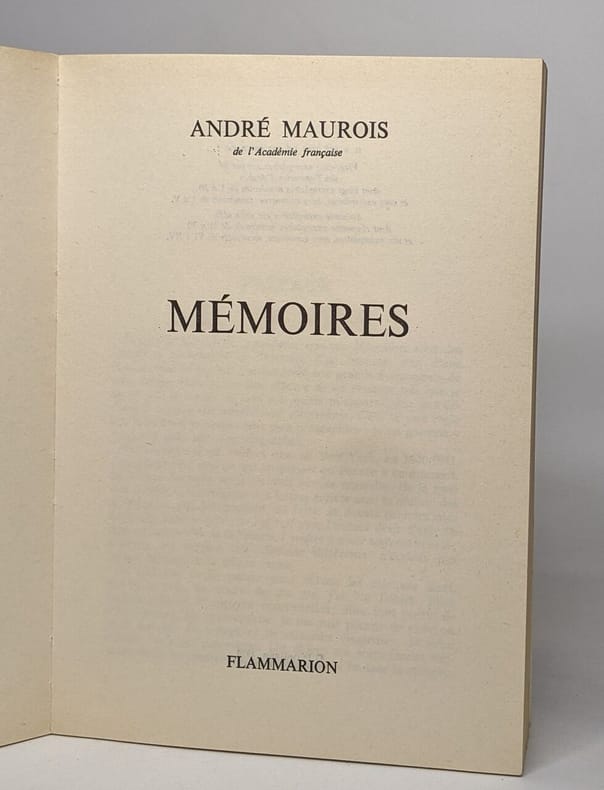 ANDRÉ MAUROIS
de l'Académie française
MÉMOIRES
FLAMMARION